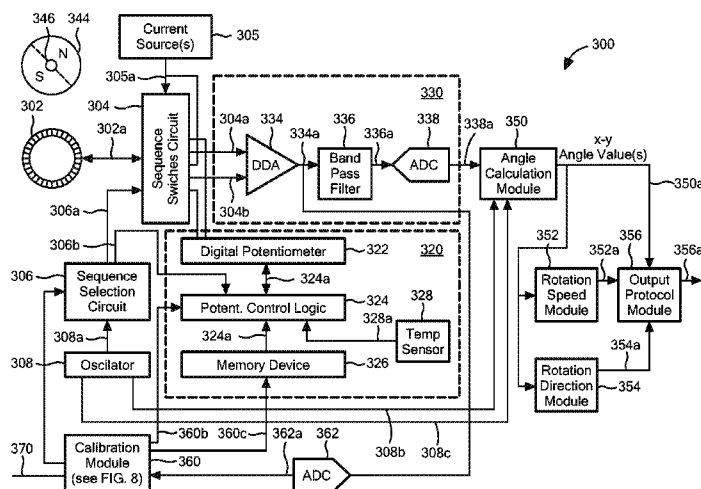 346
344
N
S
Current
Source(s)
305
305a
300
302
302a
304
Sequence
Swiches Circuit
304a
304b
334
DDA
334a
330
336
Band
Pass
Filter
336a
338
ADC
338a
350
Angle
Calculation
Module
x-y
Angle Value(s)
350a
306a
306b
306
Sequence
Selection
Circuit
308a
308
Oscilator
320
Digital Potentiometer
322
324a
Potent. Control Logic
324
324a
328a
328
Temp
Sensor
Memory Device
326
352
Rotation
Speed
Module
352a
356
Output
Protocol
Module
356a
354a
Rotation
Direction
Module
354
308b
308c
370
Calibration
Module
(see FIG. 8)
360
360b
360c
362a
362
ADC